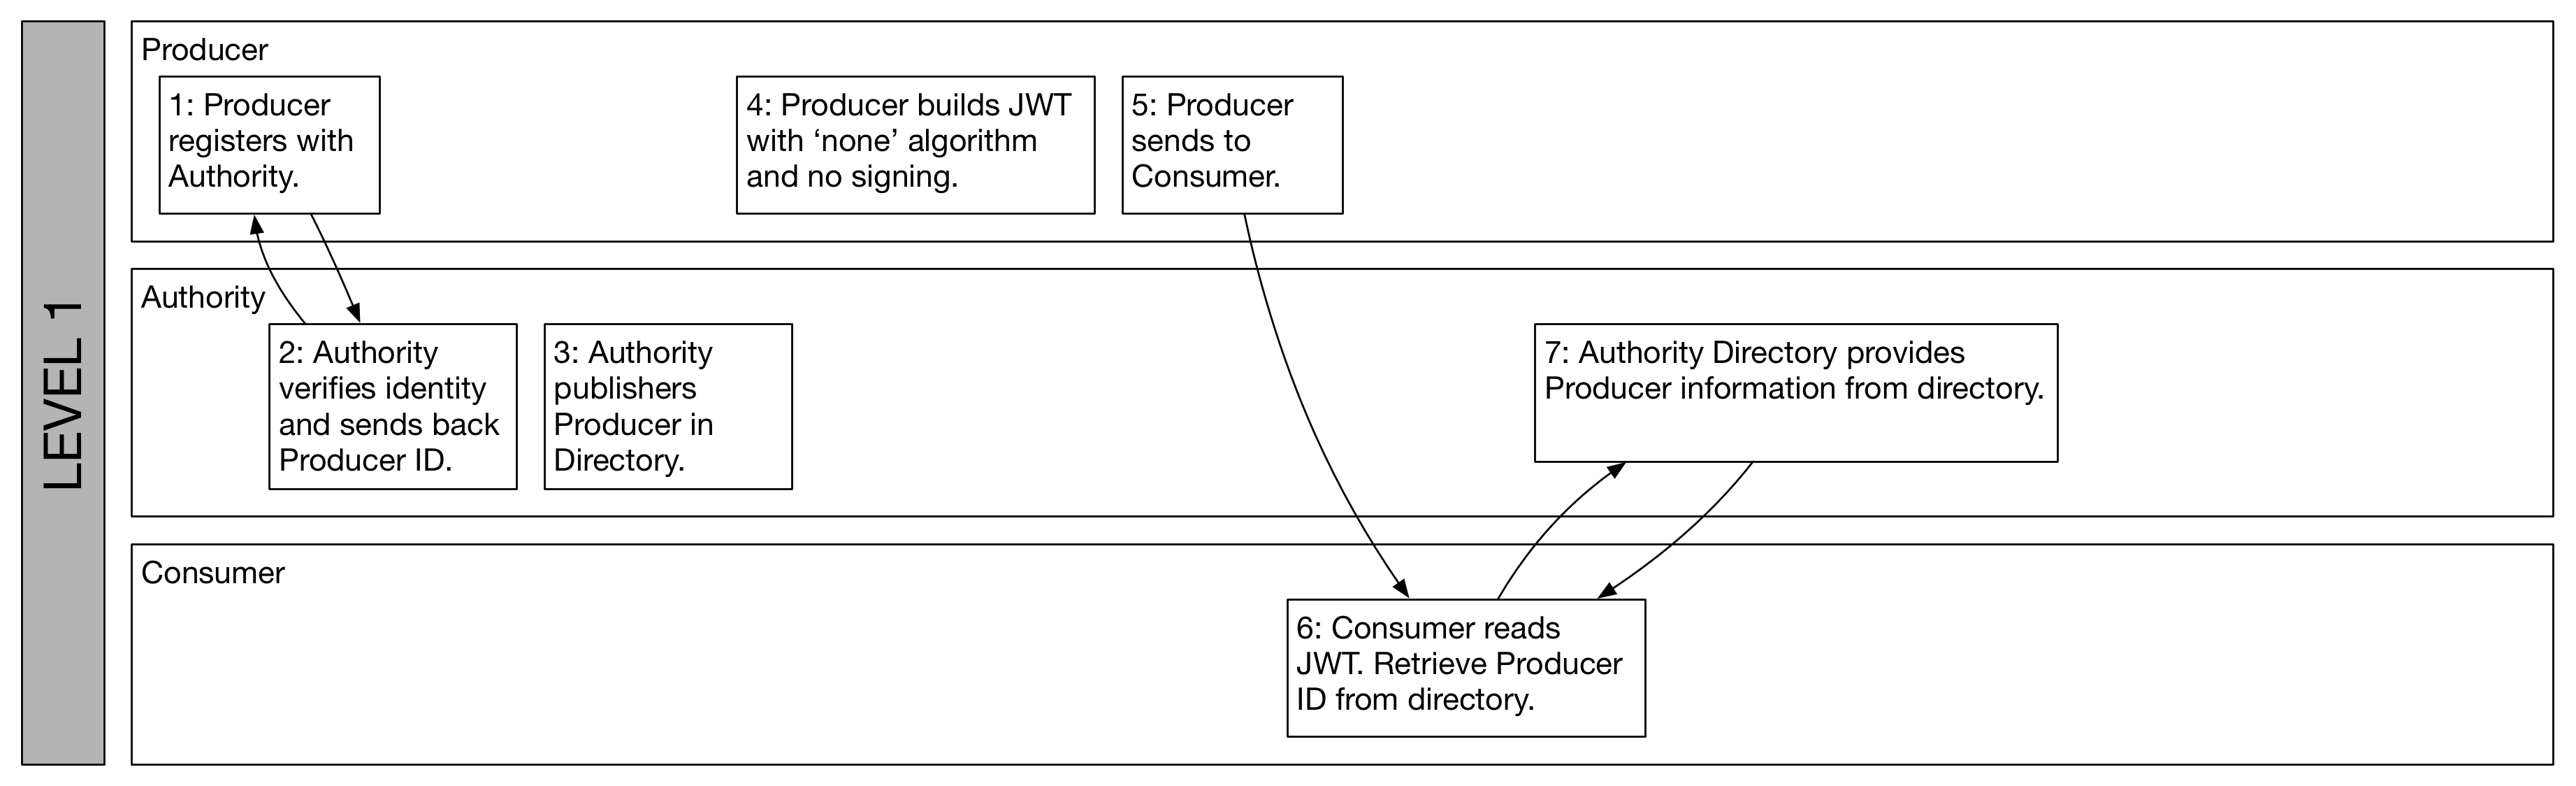 LEVEL 1
Producer
1: Producer
registers with
Authority.
4: Producer builds JWT
with ‘none’ algorithm
and no signing.
5: Producer
sends to
Consumer.
Authority
2: Authority
verifies identity
and sends back
Producer ID.
3: Authority
publishers
Producer in
Directory.
7: Authority Directory provides
Producer information from directory.
Consumer
6: Consumer reads
JWT. Retrieve Producer
ID from directory.